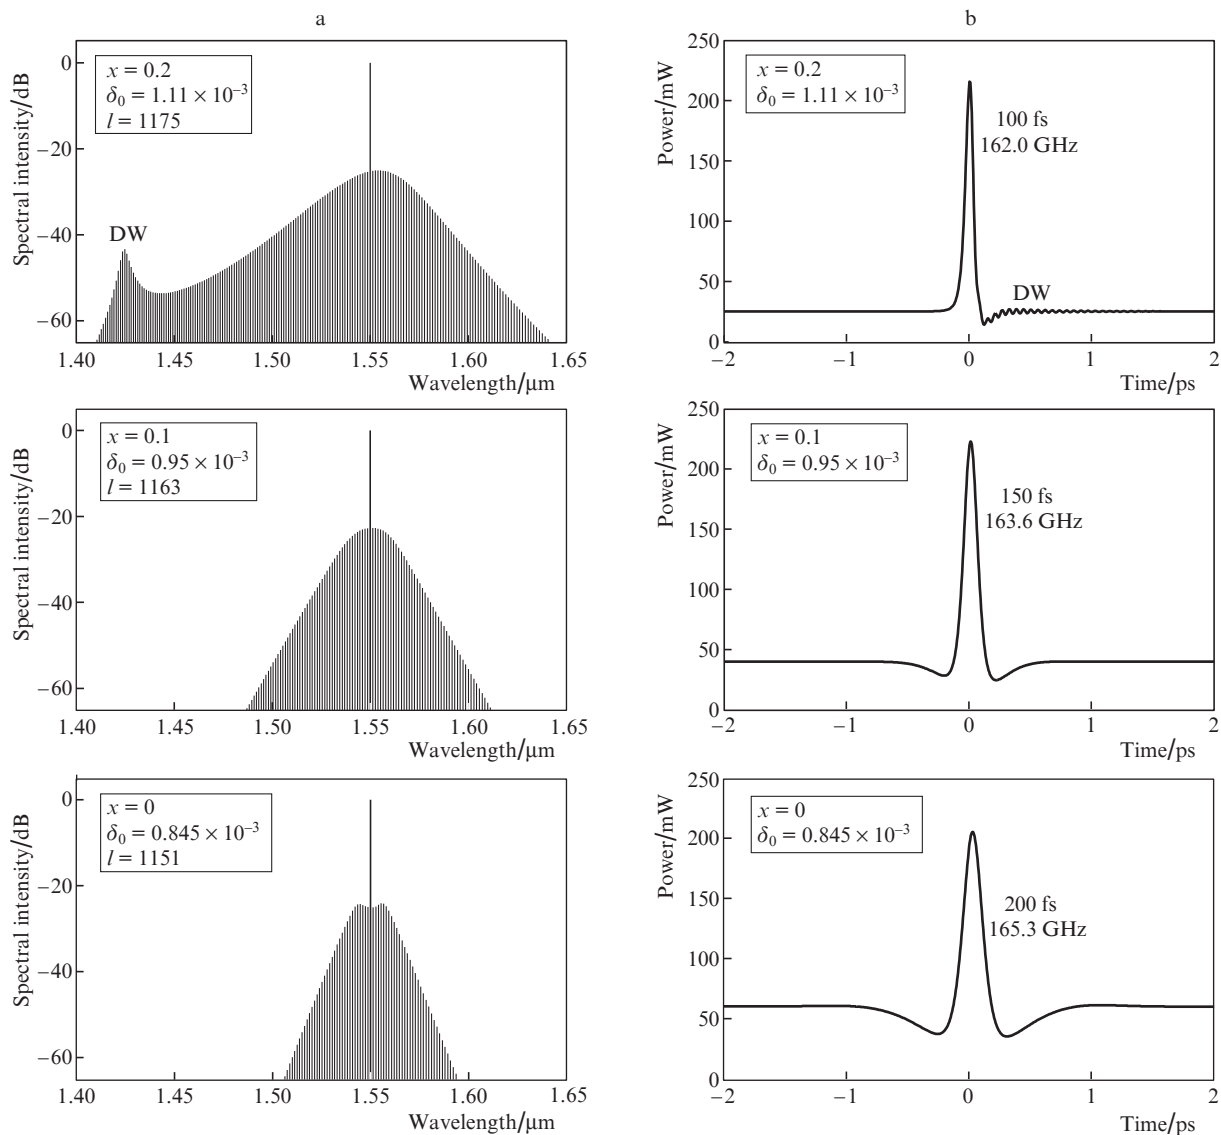 a
b
Spectral intensity/dB
0
−20
−40
−60
x = 0.2
δ₀ = 1.11 × 10⁻³
l = 1175
DW
1.40
1.45
1.50
1.55
1.60
1.65
Wavelength/μm
Power/mW
250
200
150
100
50
0
x = 0.2
δ₀ = 1.11 × 10⁻³
100 fs
162.0 GHz
DW
−2
−1
0
1
2
Time/ps
Spectral intensity/dB
0
−20
−40
−60
x = 0.1
δ₀ = 0.95 × 10⁻³
l = 1163
1.40
1.45
1.50
1.55
1.60
1.65
Wavelength/μm
Power/mW
250
200
150
100
50
0
x = 0.1
δ₀ = 0.95 × 10⁻³
150 fs
163.6 GHz
−2
−1
0
1
2
Time/ps
Spectral intensity/dB
0
−20
−40
−60
x = 0
δ₀ = 0.845 × 10⁻³
l = 1151
1.40
1.45
1.50
1.55
1.60
1.65
Wavelength/μm
Power/mW
250
200
150
100
50
0
x = 0
δ₀ = 0.845 × 10⁻³
200 fs
165.3 GHz
−2
−1
0
1
2
Time/ps